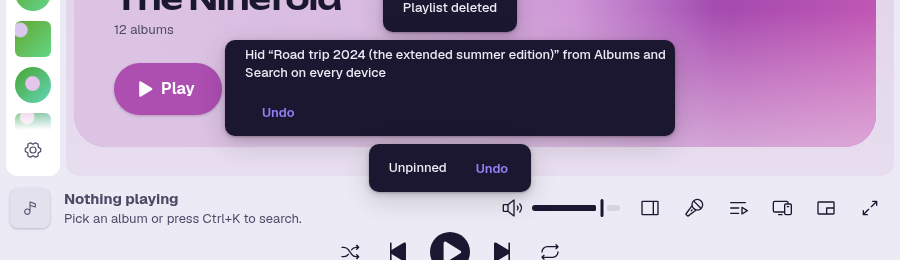 The Ninefold
Playlist deleted
12 albums
Hid “Road trip 2024 (the extended summer edition)” from Albums and
Search on every device
Play
Undo
Unpinned
Undo
Nothing playing
Pick an album or press Ctrl+K to search.